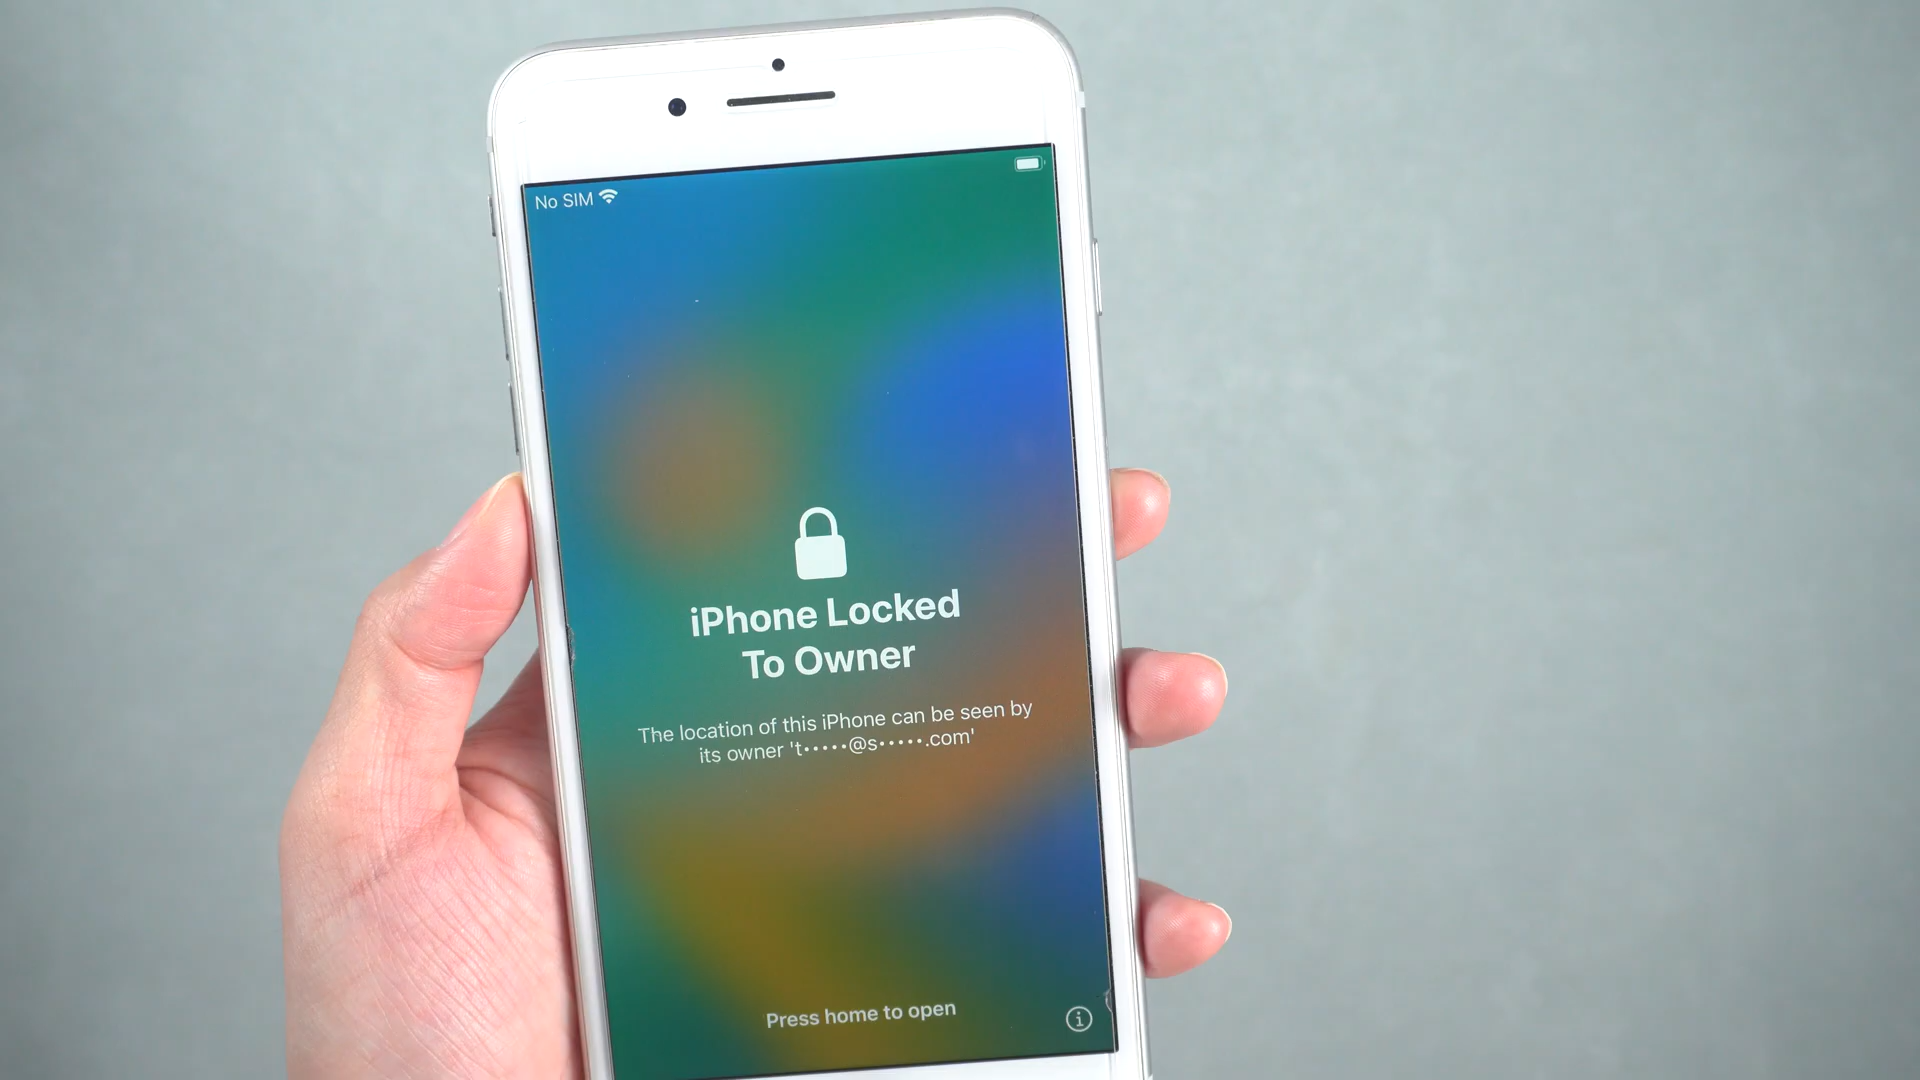 No SIM
iPhone Locked
To Owner
The location of this iPhone can be seen by
its owner 't•••••@s•••••.com'
Press home to open